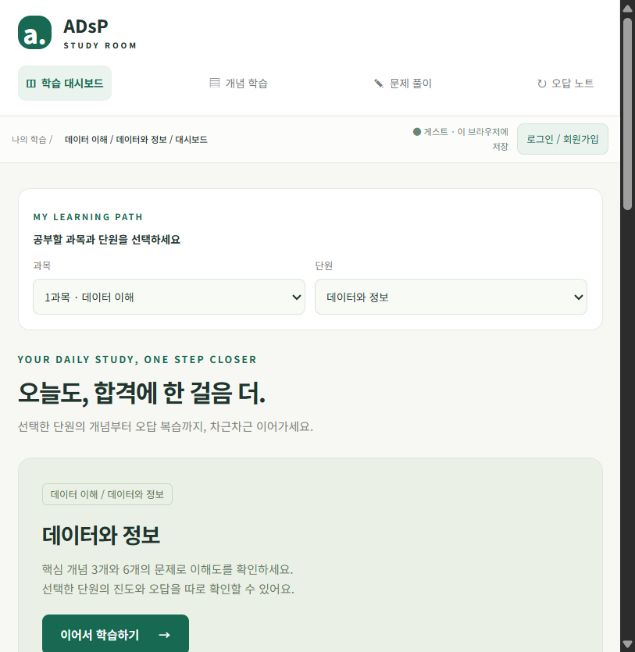 a.
ADsP
STUDY ROOM
학습 대시보드
개념 학습
문제 풀이
오답 노트
나의 학습 / 데이터 이해 / 데이터와 정보 / 대시보드
게스트 · 이 브라우저에
저장
로그인 / 회원가입
MY LEARNING PATH
공부할 과목과 단원을 선택하세요
과목
단원
1과목 · 데이터 이해
데이터와 정보
YOUR DAILY STUDY, ONE STEP CLOSER
오늘도, 합격에 한 걸음 더.
선택한 단원의 개념부터 오답 복습까지, 차근차근 이어가세요.
데이터 이해 / 데이터와 정보
데이터와 정보
핵심 개념 3개와 6개의 문제로 이해도를 확인하세요.
선택한 단원의 진도와 오답을 따로 확인할 수 있어요.
이어서 학습하기 →